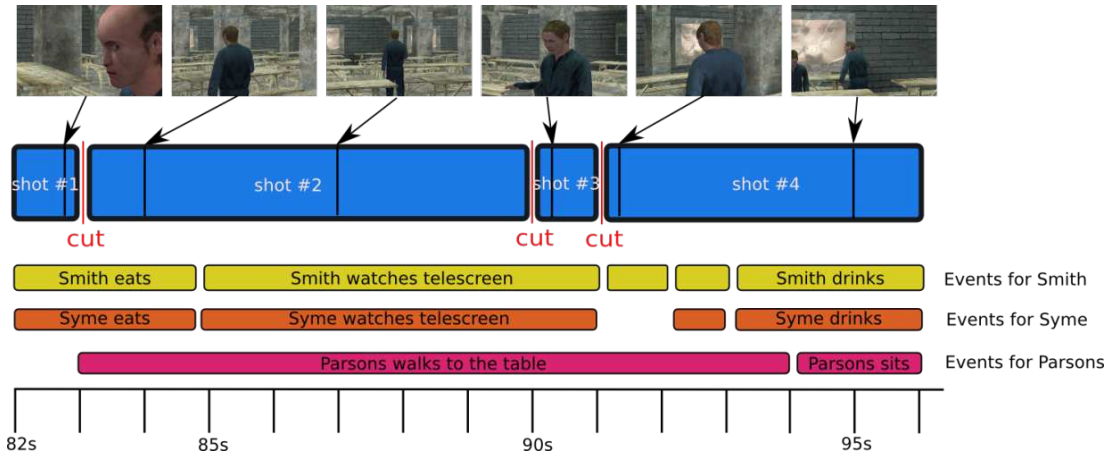 shot #1
shot #2
shot #3
shot #4
cut
cut
cut
Smith eats
Smith watches telescreen
Smith drinks
Events for Smith
Syme eats
Syme watches telescreen
Syme drinks
Events for Syme
Parsons walks to the table
Parsons sits
Events for Parsons
82s
85s
90s
95s